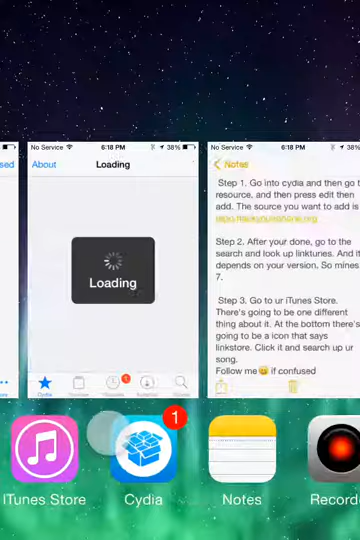 No Service 6:18 PM 38%
No Service 6:18 PM 38%
About
Loading
Notes
Step 1. Go into cydia and then go t
resource, and then press edit then
add. The source you want to add is
Step 2. After your done, go to the
search and look up linktunes. And it
depends on your version. So mines
7.
Step 3. Go to ur iTunes Store.
There's going to be one different
thing about it. At the bottom there's
going to be a icon that says
linkstore. Click it and search up ur
song.
Follow me😀 if confused
Loading
Cydia
1
1
iTunes Store
Cydia
Notes
Record